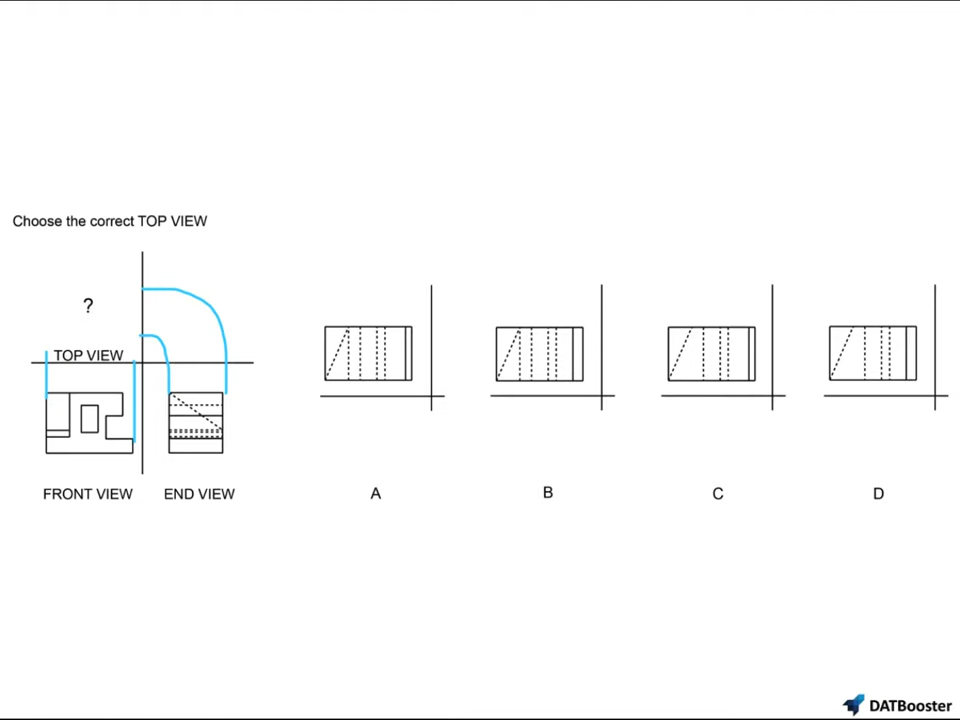 Choose the correct TOP VIEW
?
TOP VIEW
FRONT VIEW
END VIEW
A
B
C
D
DATBooster